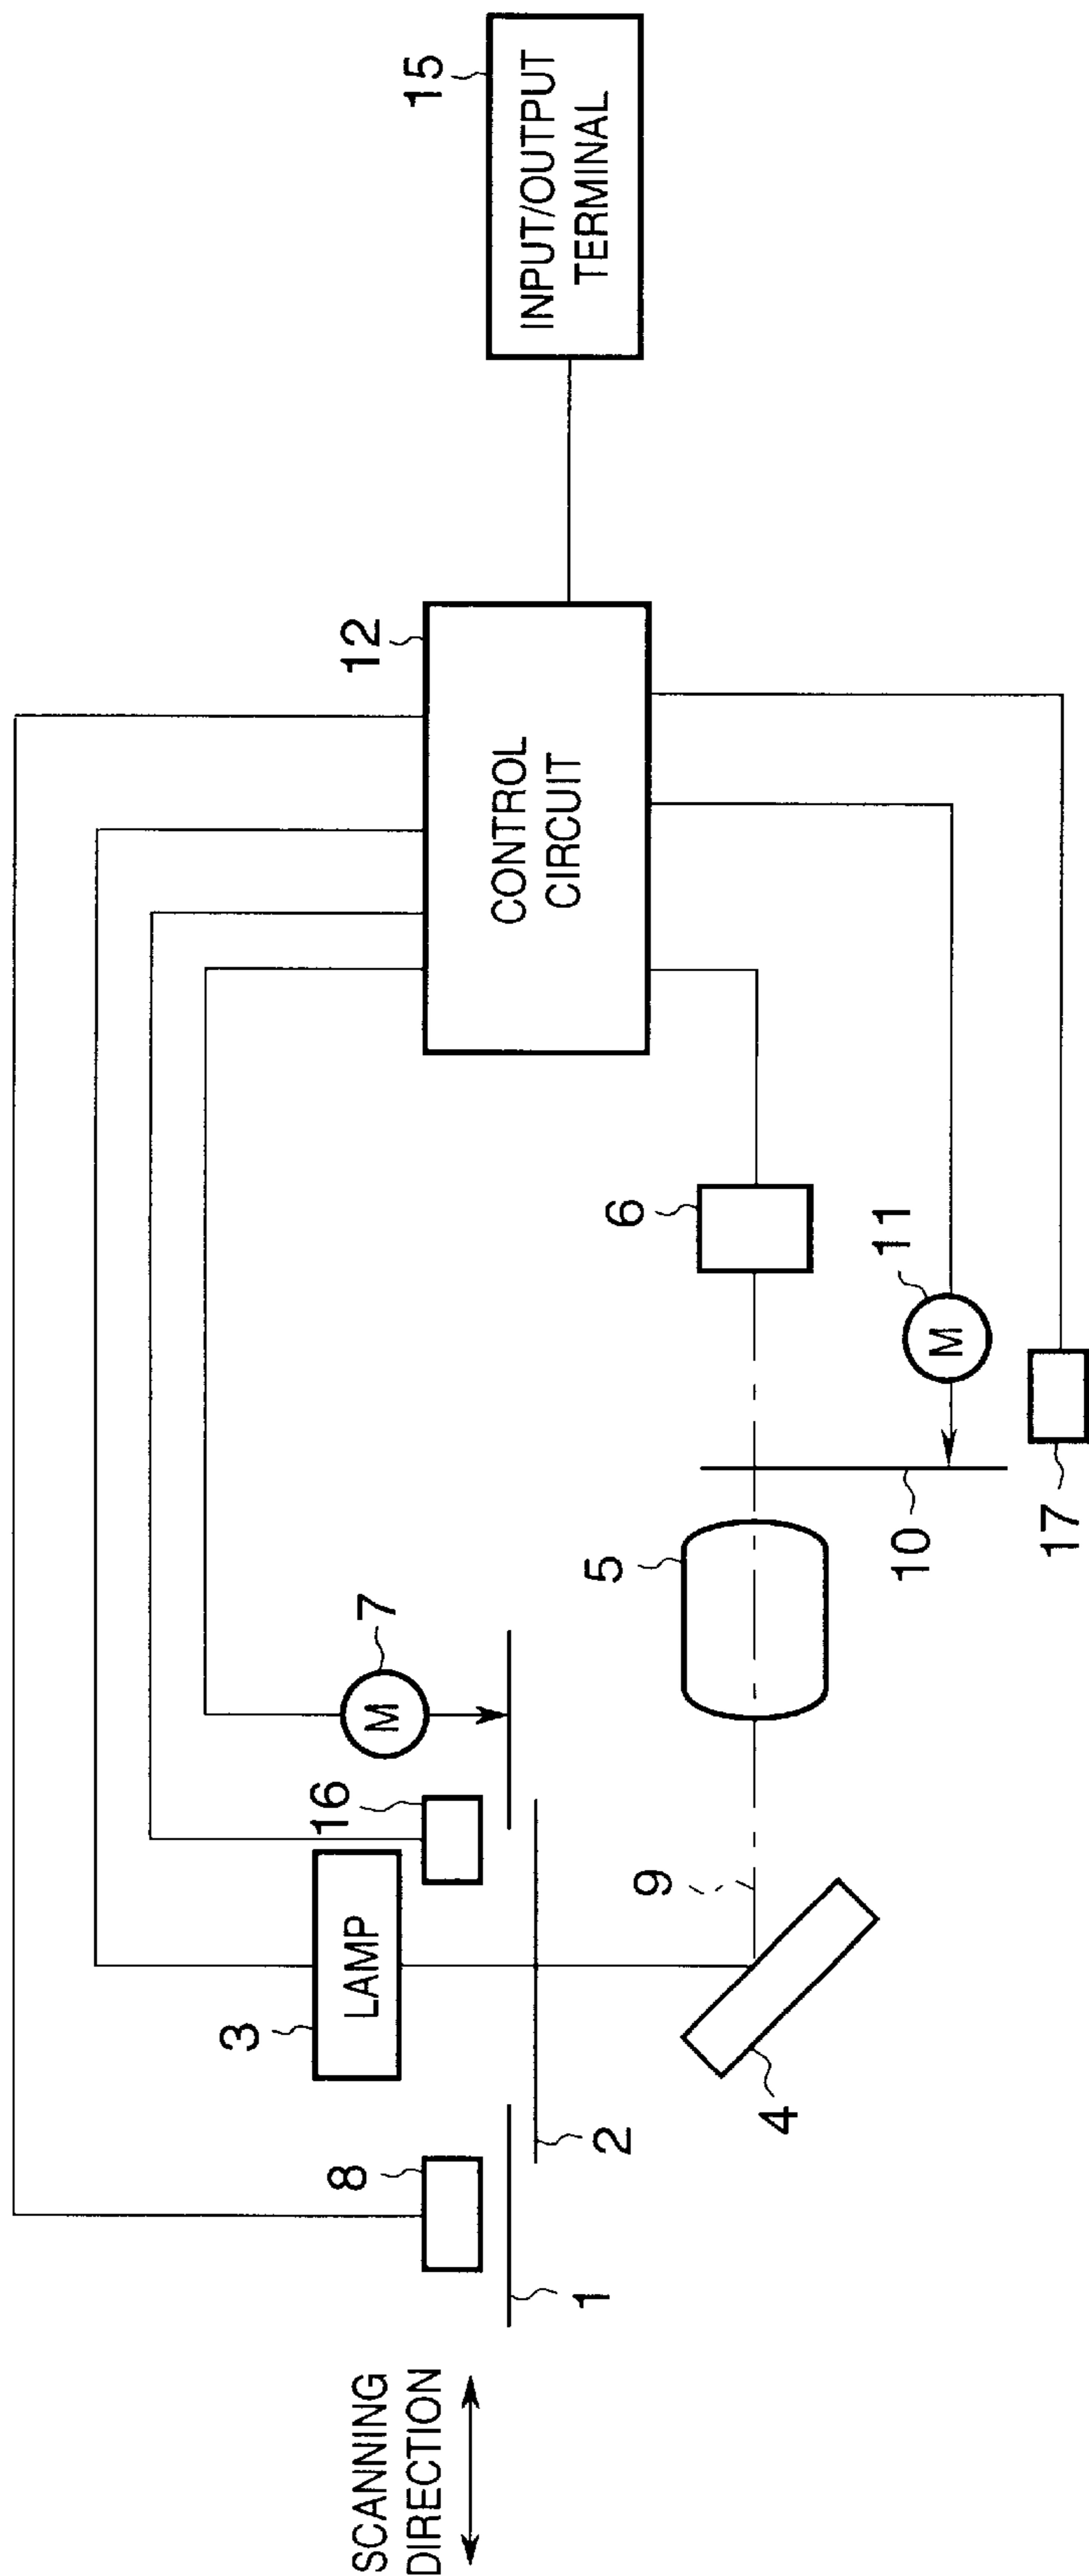 SCANNING
DIRECTION
8
1
2
3
LAMP
16
7
M
4
9
5
10
17
11
M
6
12
CONTROL
CIRCUIT
15
INPUT/OUTPUT
TERMINAL